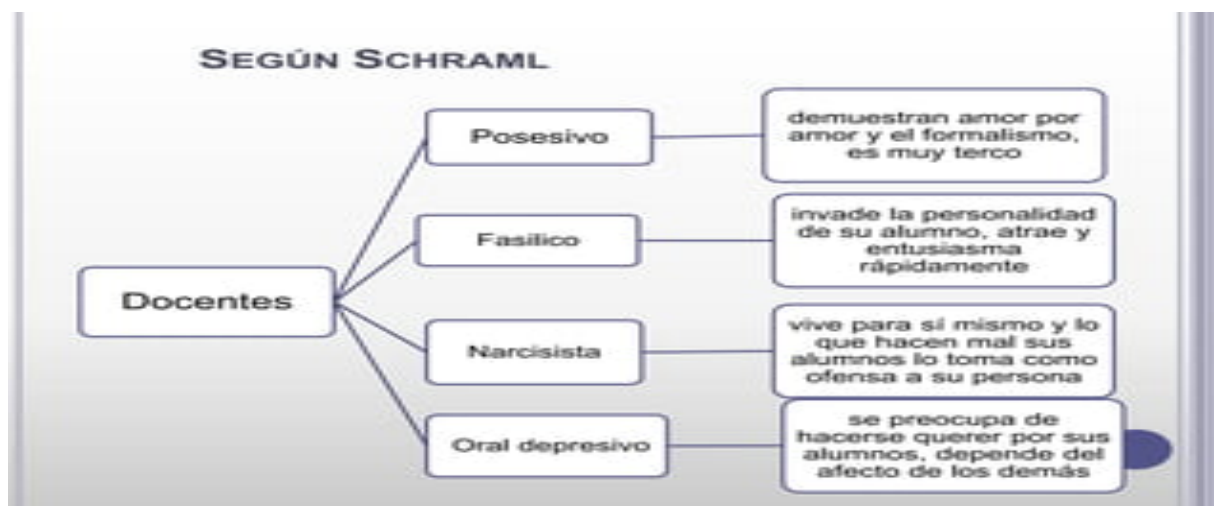 SEGÚN SCHRAML
Docentes
Posesivo
demuestran amor por
amor y el formalismo,
es muy terco
Fasilico
invade la personalidad
de su alumno, atrae y
entusiasma
rápidamente
Narcisista
vive para sí mismo y lo
que hacen mal sus
alumnos lo toma como
ofensa a su persona
Oral depresivo
se preocupa de
hacerse querer por sus
alumnos, depende del
afecto de los demás